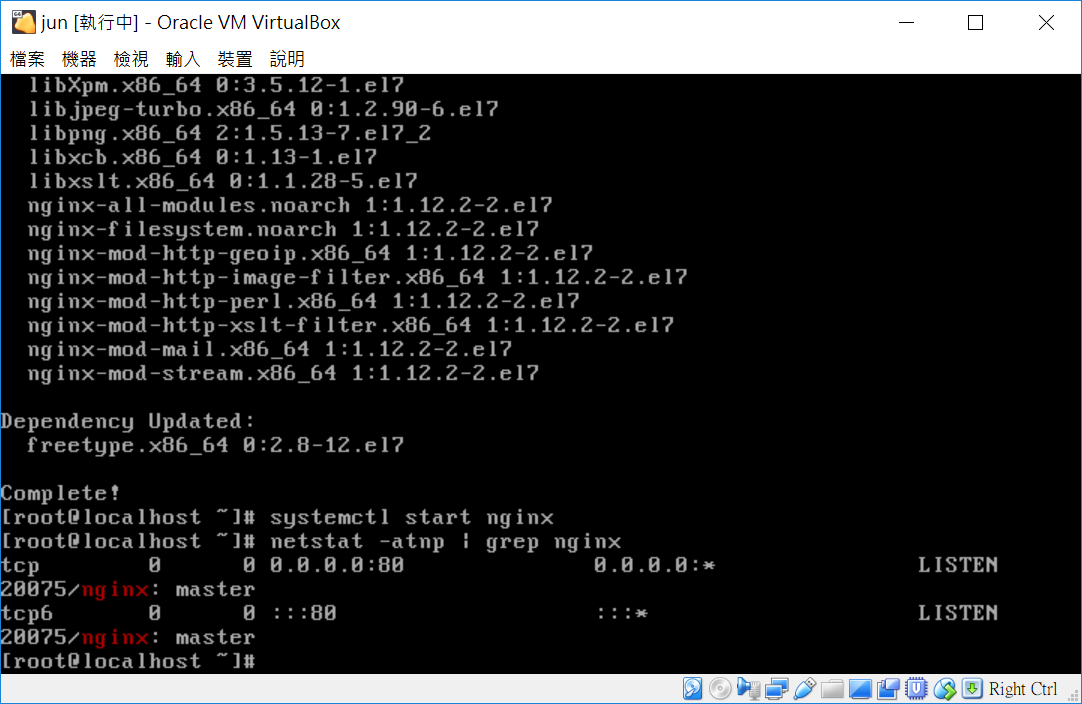 jun [執行中] - Oracle VM VirtualBox
檔案 機器 檢視 輸入 裝置 說明
libXpm.x86_64 0:3.5.12-1.el7
libjpeg-turbo.x86_64 0:1.2.90-6.el7
libpng.x86_64 2:1.5.13-7.el7_2
libxcb.x86_64 0:1.13-1.el7
libxslt.x86_64 0:1.1.28-5.el7
nginx-all-modules.noarch 1:1.12.2-2.el7
nginx-filesystem.noarch 1:1.12.2-2.el7
nginx-mod-http-geoip.x86_64 1:1.12.2-2.el7
nginx-mod-http-image-filter.x86_64 1:1.12.2-2.el7
nginx-mod-http-perl.x86_64 1:1.12.2-2.el7
nginx-mod-http-xslt-filter.x86_64 1:1.12.2-2.el7
nginx-mod-mail.x86_64 1:1.12.2-2.el7
nginx-mod-stream.x86_64 1:1.12.2-2.el7
Dependency Updated:
freetype.x86_64 0:2.8-12.el7
Complete!
[root@localhost ~]# systemctl start nginx
[root@localhost ~]# netstat -atnp | grep nginx
tcp 0 0 0.0.0.0:80 0.0.0.0:* LISTEN
20075/nginx: master
tcp6 0 0 :::80 :::* LISTEN
20075/nginx: master
[root@localhost ~]#
Right Ctrl